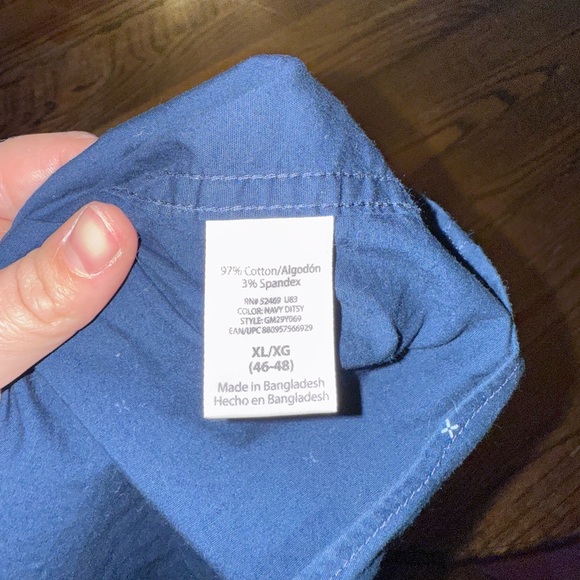 97% Cotton/Algodón
3% Spandex
RN# 52469 U83
COLOR: NAVY DITSY
STYLE: GM29Y069
EAN/UPC 880957566929
XL/XG
(46-48)
Made in Bangladesh
Hecho en Bangladesh